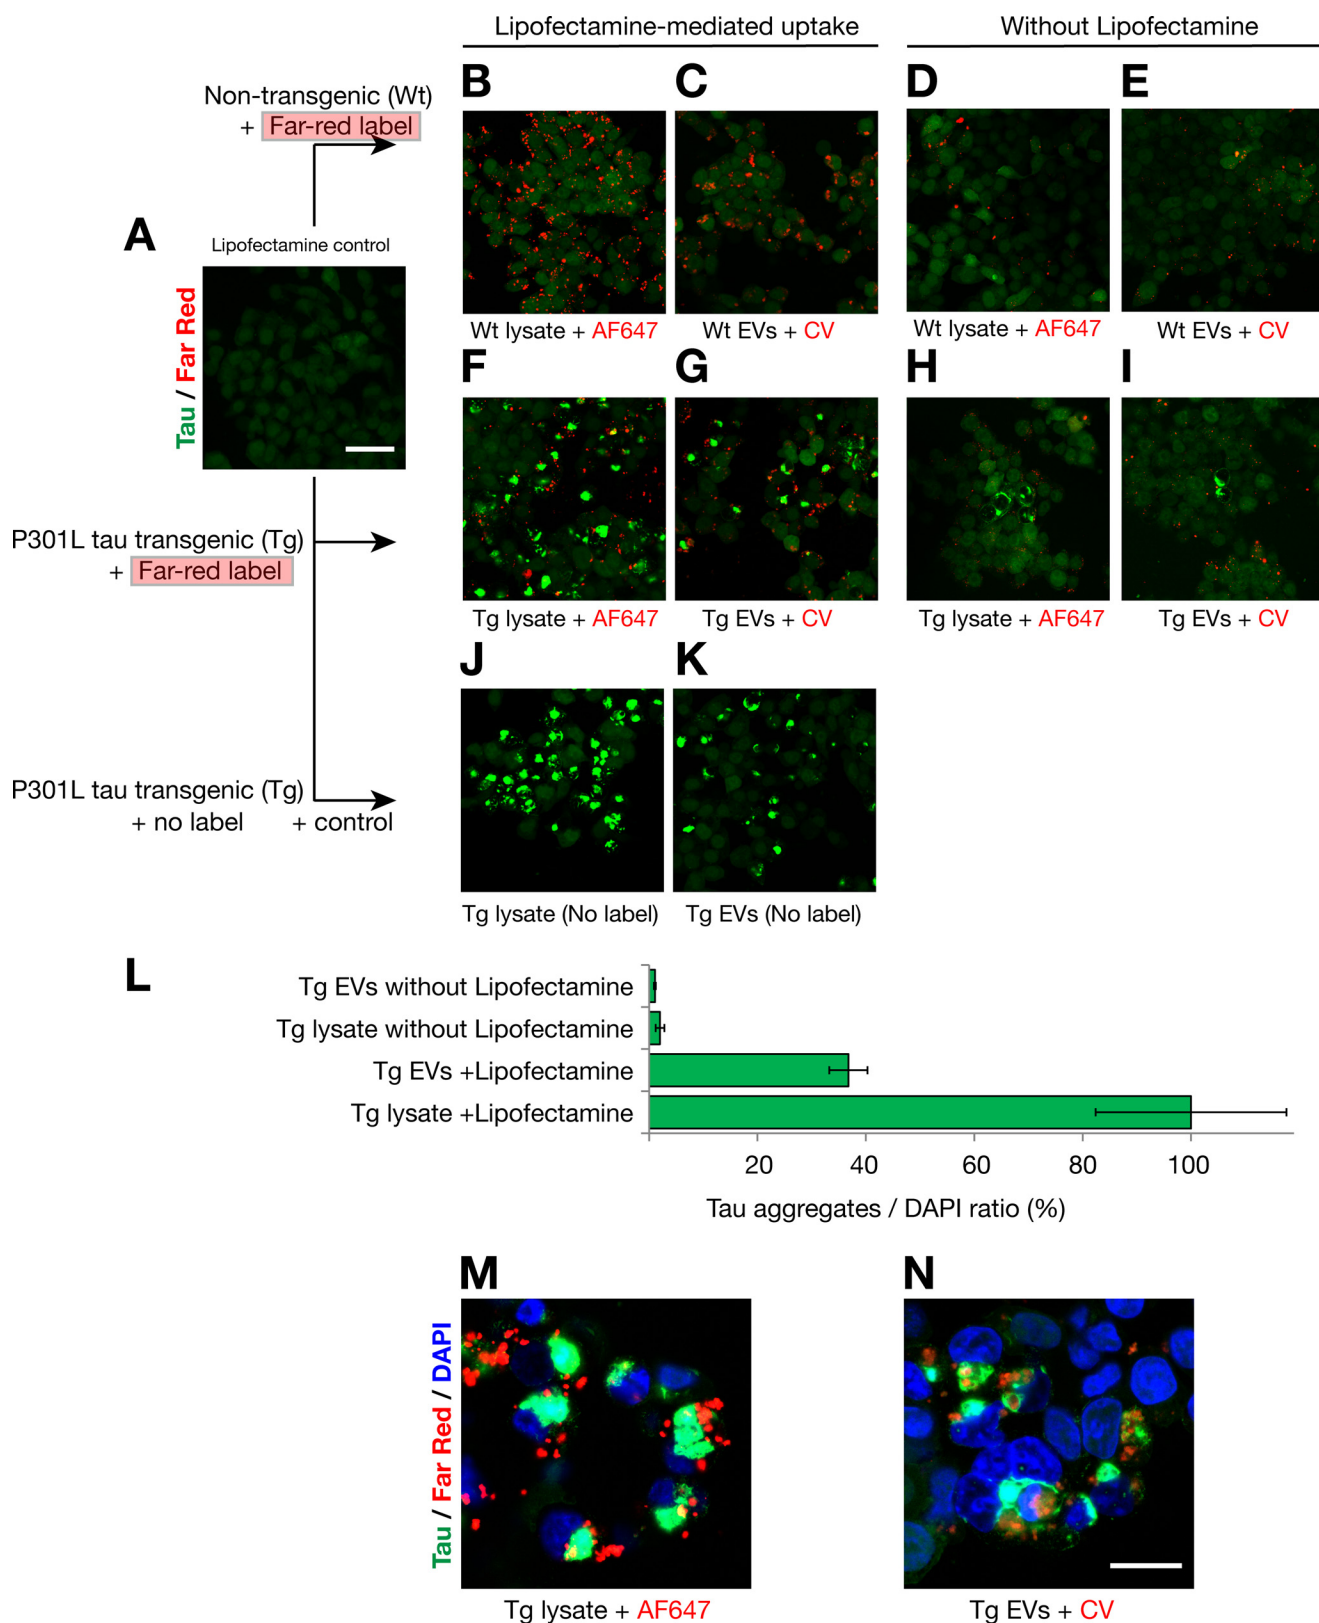 Lipofectamine-mediated uptake
Without Lipofectamine
B
C
D
E
Non-transgenic (Wt)
+ Far-red label
A
Lipofectamine control
Tau / Far Red
Wt lysate + AF647
Wt EVs + CV
Wt lysate + AF647
Wt EVs + CV
F
G
H
I
P301L tau transgenic (Tg)
+ Far-red label
Tg lysate + AF647
Tg EVs + CV
Tg lysate + AF647
Tg EVs + CV
J
K
P301L tau transgenic (Tg)
+ no label + control
Tg lysate (No label)
Tg EVs (No label)
L
Tg EVs without Lipofectamine
Tg lysate without Lipofectamine
Tg EVs +Lipofectamine
Tg lysate +Lipofectamine
20 40 60 80 100
Tau aggregates / DAPI ratio (%)
M
N
Tau / Far Red / DAPI
Tg lysate + AF647
Tg EVs + CV